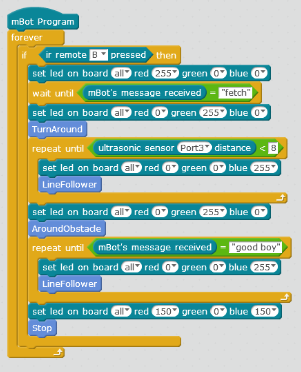 mBot Program
forever
if ir remote B pressed then
set led on board all red 255 green 0 blue 0
wait until mBot's message received = "fetch"
set led on board all red 0 green 255 blue 0
TurnAround
repeat until ultrasonic sensor Port3 distance < 8
set led on board all red 0 green 0 blue 255
LineFollower
set led on board all red 0 green 255 blue 0
AroundObstacle
repeat until mBot's message received = "good boy"
set led on board all red 0 green 0 blue 255
LineFollower
set led on board all red 150 green 0 blue 150
Stop